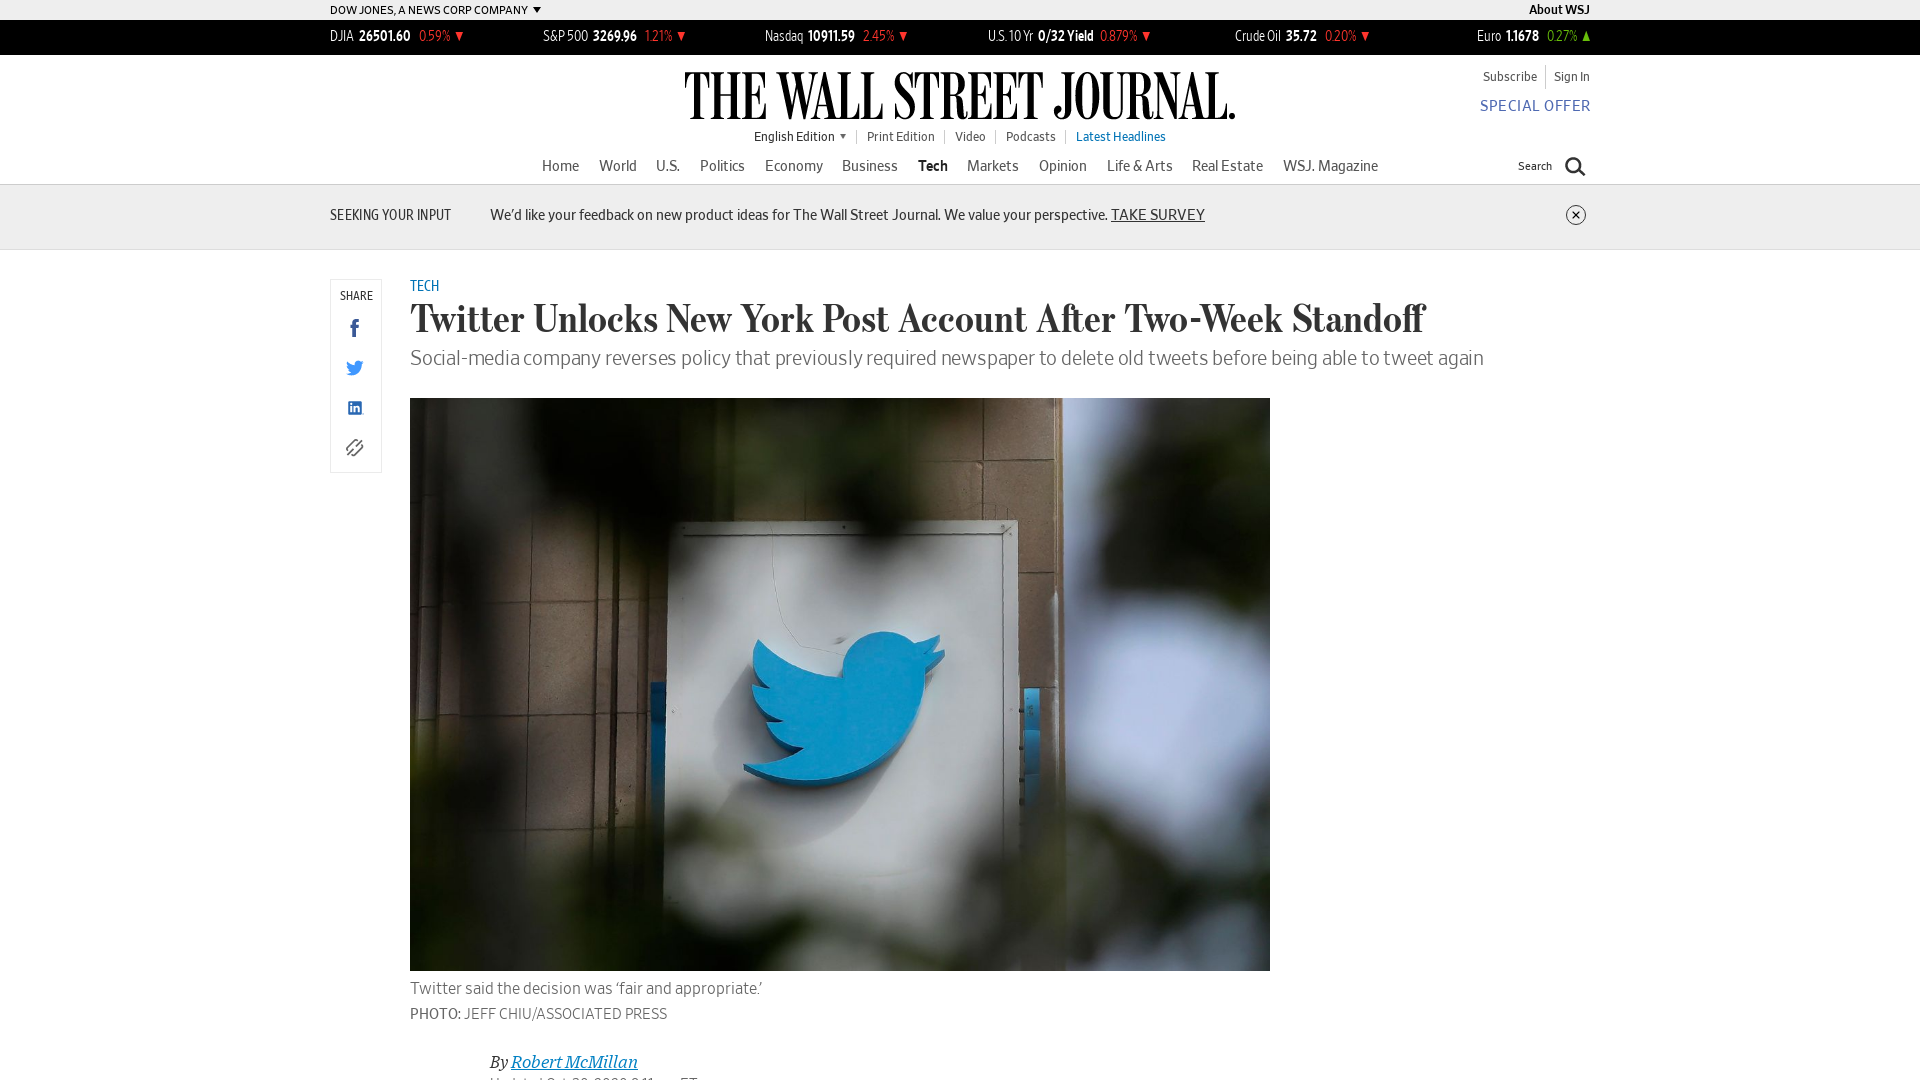 DOW JONES, A NEWS CORP COMPANY
About WSJ
DJIA 26501.60 0.59%
S&P 500 3269.96 1.21%
Nasdaq 10911.59 2.45%
U.S. 10 Yr 0/32 Yield 0.879%
Crude Oil 35.72 0.20%
Euro 1.1678 0.27%
THE WALL STREET JOURNAL.
Subscribe
Sign In
SPECIAL OFFER
English Edition
Print Edition
Video
Podcasts
Latest Headlines
Home
World
U.S.
Politics
Economy
Business
Tech
Markets
Opinion
Life & Arts
Real Estate
WSJ. Magazine
Search
SEEKING YOUR INPUT
We’d like your feedback on new product ideas for The Wall Street Journal. We value your perspective. TAKE SURVEY
SHARE
TECH
Twitter Unlocks New York Post Account After Two-Week Standoff
Social-media company reverses policy that previously required newspaper to delete old tweets before being able to tweet again
Twitter said the decision was ‘fair and appropriate.’
PHOTO: JEFF CHIU/ASSOCIATED PRESS
By Robert McMillan